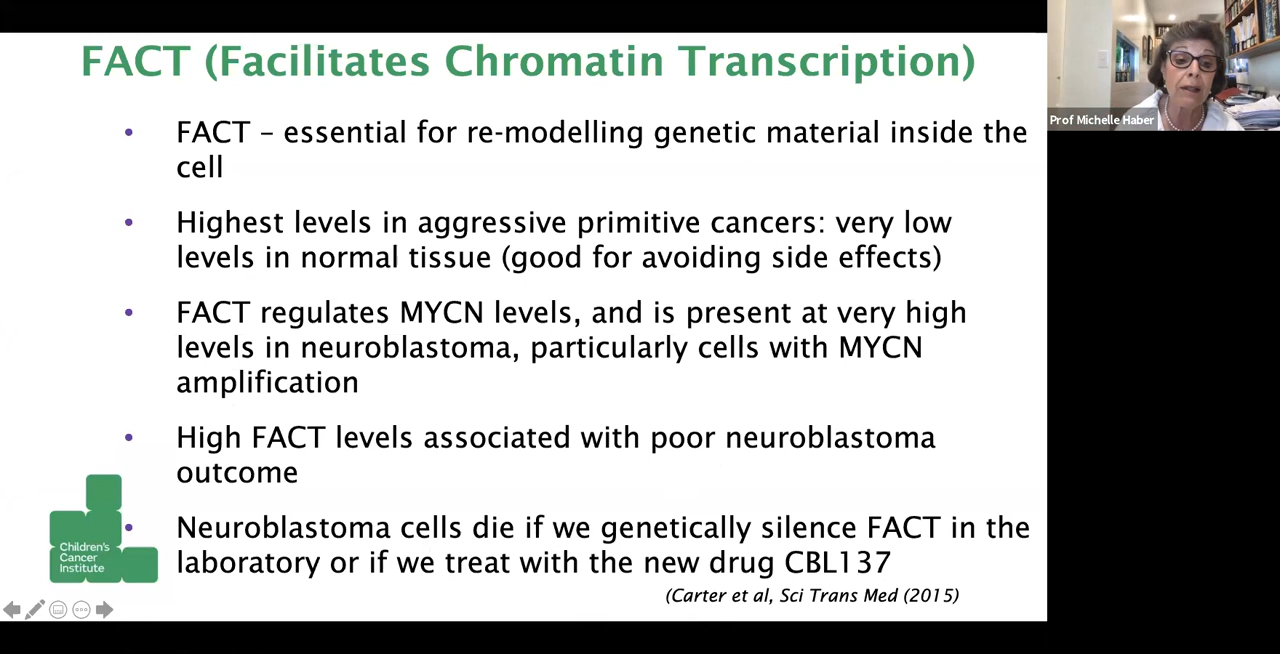 FACT (Facilitates Chromatin Transcription)
Prof Michelle Haber
• FACT – essential for re-modelling genetic material inside the
cell
• Highest levels in aggressive primitive cancers: very low
levels in normal tissue (good for avoiding side effects)
• FACT regulates MYCN levels, and is present at very high
levels in neuroblastoma, particularly cells with MYCN
amplification
• High FACT levels associated with poor neuroblastoma
outcome
• Neuroblastoma cells die if we genetically silence FACT in the
laboratory or if we treat with the new drug CBL137
(Carter et al, Sci Trans Med (2015)
Children's
Cancer
Institute